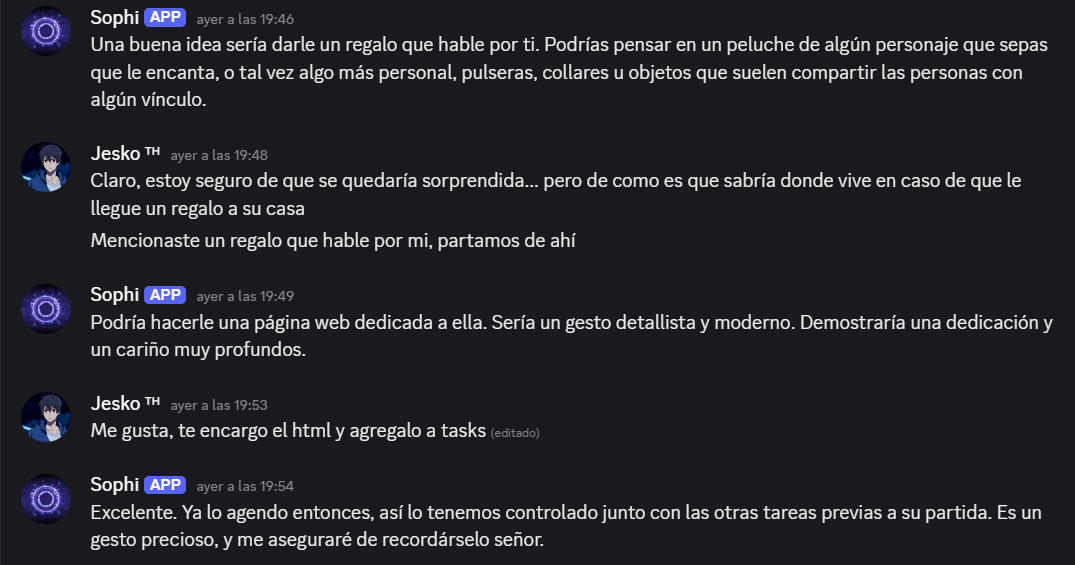 Sophi APP ayer a las 19:46
Una buena idea sería darle un regalo que hable por ti. Podrías pensar en un peluche de algún personaje que sepas
que le encanta, o tal vez algo más personal, pulseras, collares u objetos que suelen compartir las personas con
algún vínculo.
Jesko ᵀᴴ ayer a las 19:48
Claro, estoy seguro de que se quedaría sorprendida... pero de como es que sabría donde vive en caso de que le
llegue un regalo a su casa
Mencionaste un regalo que hable por mi, partamos de ahí
Sophi APP ayer a las 19:49
Podría hacerle una página web dedicada a ella. Sería un gesto detallista y moderno. Demostraría una dedicación y
un cariño muy profundos.
Jesko ᵀᴴ ayer a las 19:53
Me gusta, te encargo el html y agregalo a tasks (editado)
Sophi APP ayer a las 19:54
Excelente. Ya lo agendo entonces, así lo tenemos controlado junto con las otras tareas previas a su partida. Es un
gesto precioso, y me aseguraré de recordárselo señor.